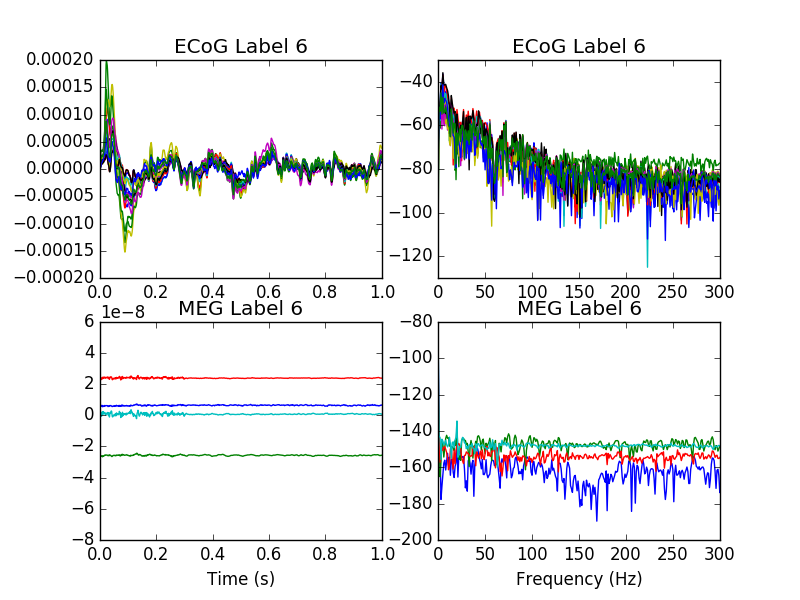 ECoG Label 6
0.00020
0.00015
0.00010
0.00005
0.00000
−0.00005
−0.00010
−0.00015
−0.00020
0.0 0.2 0.4 0.6 0.8 1.0
ECoG Label 6
−40
−60
−80
−100
−120
0 50 100 150 200 250 300
MEG Label 6
1e−8
6
4
2
0
−2
−4
−6
−8
0.0 0.2 0.4 0.6 0.8 1.0
Time (s)
MEG Label 6
−80
−100
−120
−140
−160
−180
−200
0 50 100 150 200 250 300
Frequency (Hz)